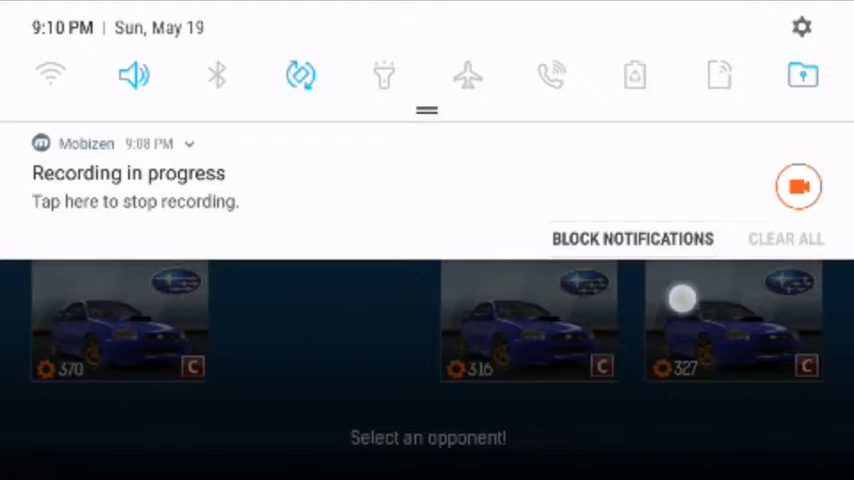 9:10 PM | Sun, May 19
Mobizen 9:08 PM
Recording in progress
Tap here to stop recording.
BLOCK NOTIFICATIONS CLEAR ALL
370 C 316 C 327 C
Select an opponent!